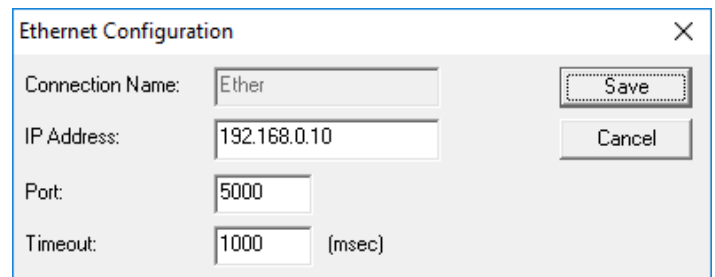 Ethernet Configuration
Connection Name: Ether Save
IP Address: 192.168.0.10 Cancel
Port: 5000
Timeout: 1000 (msec)